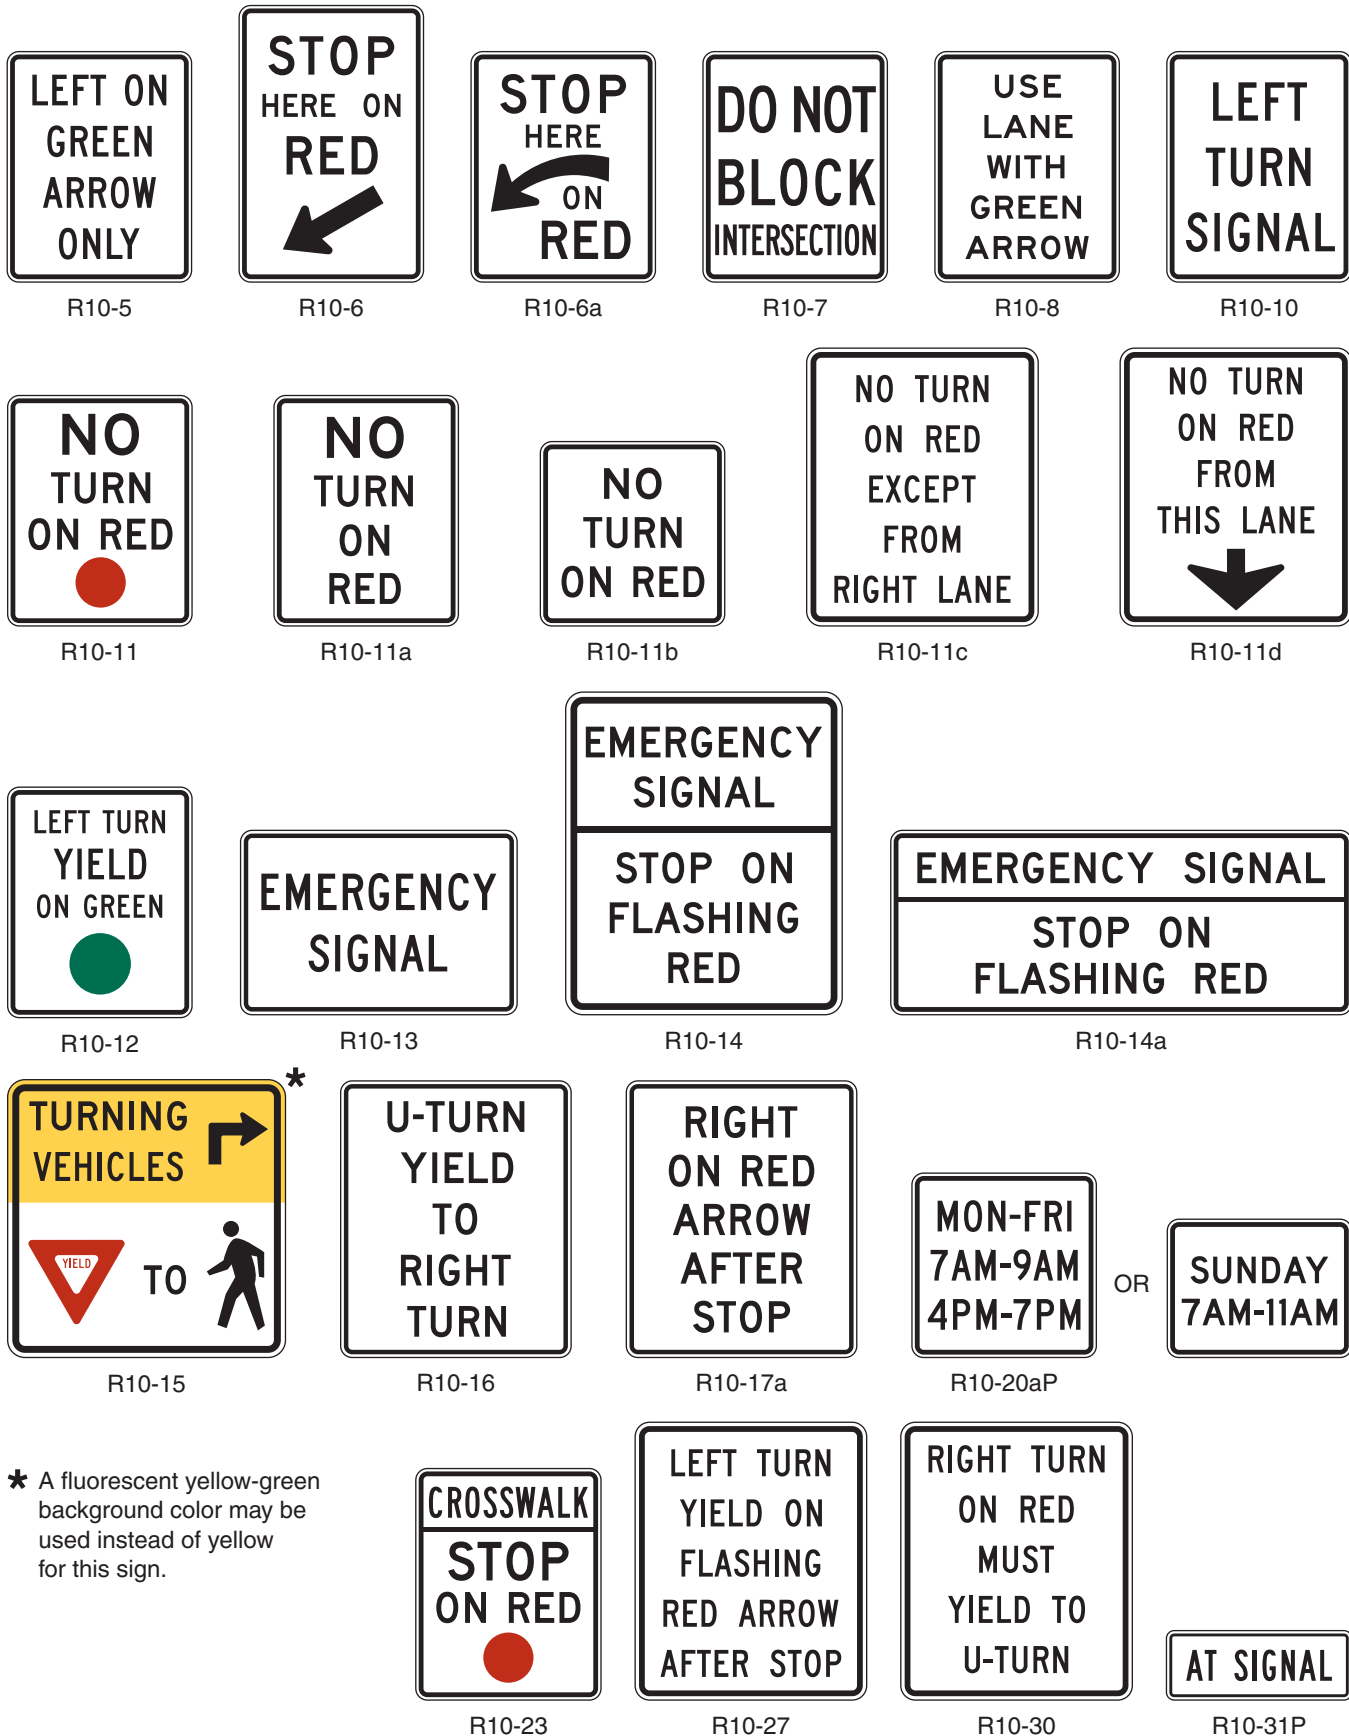 LEFT ON
GREEN
ARROW
ONLY
R10-5
STOP
HERE ON
RED
R10-6
STOP
HERE
ON
RED
R10-6a
DO NOT
BLOCK
INTERSECTION
R10-7
USE
LANE
WITH
GREEN
ARROW
R10-8
LEFT
TURN
SIGNAL
R10-10
NO
TURN
ON RED
R10-11
NO
TURN
ON
RED
R10-11a
NO
TURN
ON RED
R10-11b
NO TURN
ON RED
EXCEPT
FROM
RIGHT LANE
R10-11c
NO TURN
ON RED
FROM
THIS LANE
R10-11d
LEFT TURN
YIELD
ON GREEN
R10-12
EMERGENCY
SIGNAL
R10-13
EMERGENCY
SIGNAL
STOP ON
FLASHING
RED
R10-14
EMERGENCY SIGNAL
STOP ON
FLASHING RED
R10-14a
*
TURNING
VEHICLES
YIELD
TO
R10-15
U-TURN
YIELD
TO
RIGHT
TURN
R10-16
RIGHT
ON RED
ARROW
AFTER
STOP
R10-17a
MON-FRI
7AM-9AM
4PM-7PM
R10-20aP
OR
SUNDAY
7AM-11AM
* A fluorescent yellow-green
background color may be
used instead of yellow
for this sign.
CROSSWALK
STOP
ON RED
R10-23
LEFT TURN
YIELD ON
FLASHING
RED ARROW
AFTER STOP
R10-27
RIGHT TURN
ON RED
MUST
YIELD TO
U-TURN
R10-30
AT SIGNAL
R10-31P